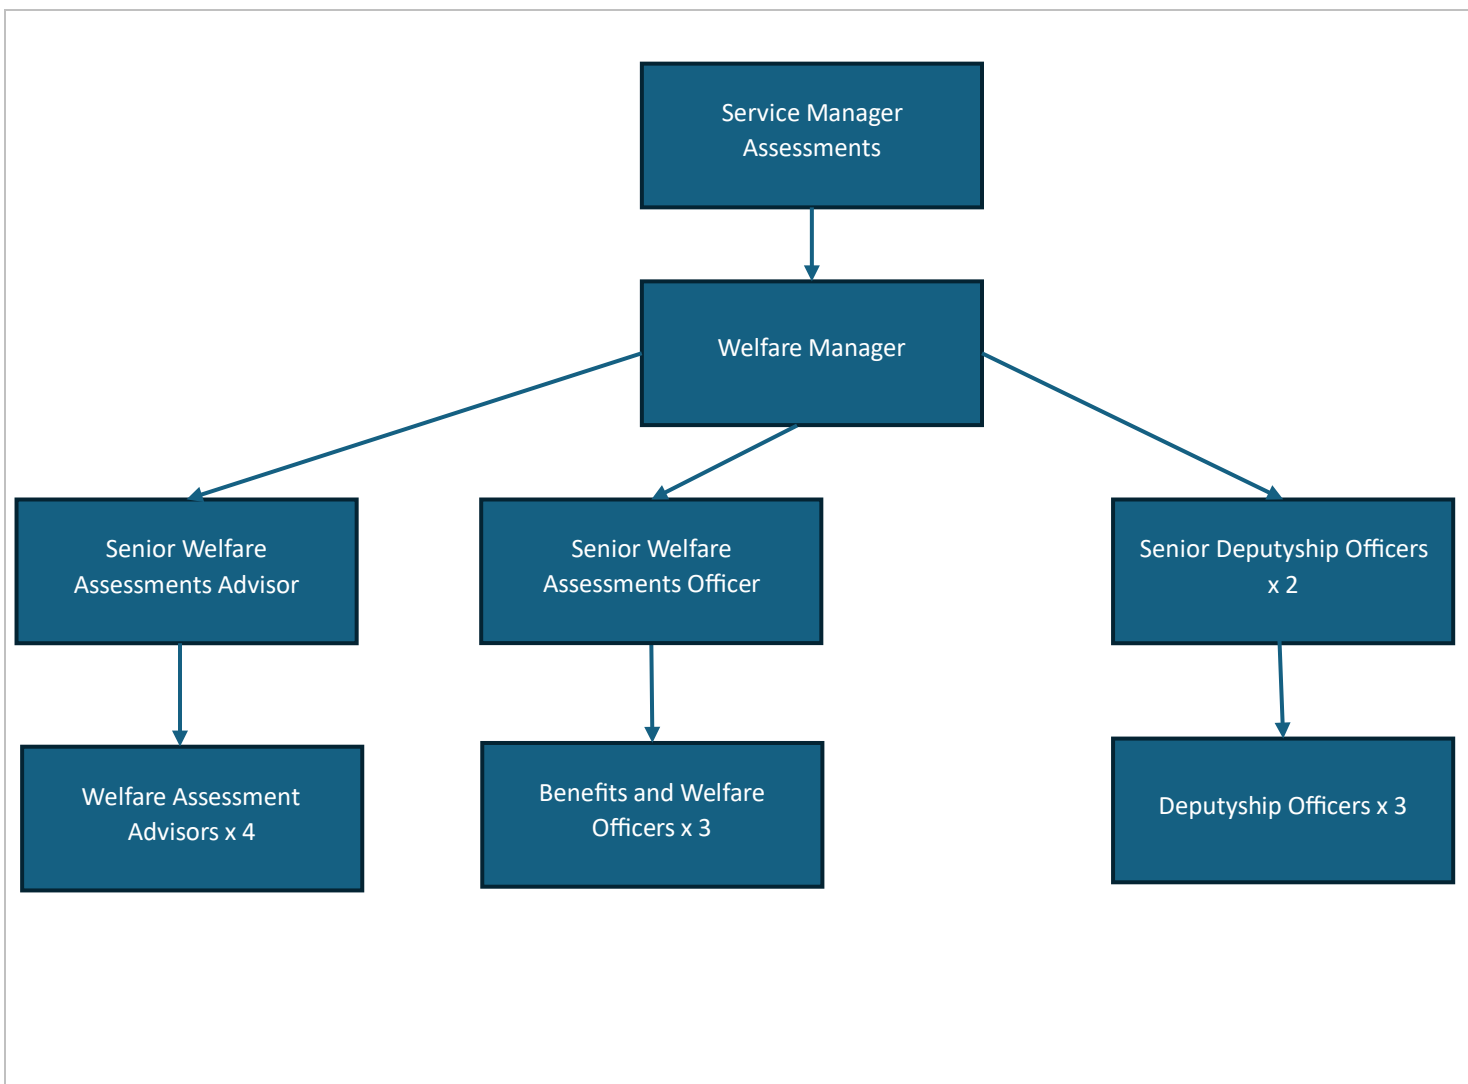 Service Manager
Assessments
Welfare Manager
Senior Welfare
Assessments Advisor
Senior Welfare
Assessments Officer
Senior Deputyship Officers
x 2
Welfare Assessment
Advisors x 4
Benefits and Welfare
Officers x 3
Deputyship Officers x 3